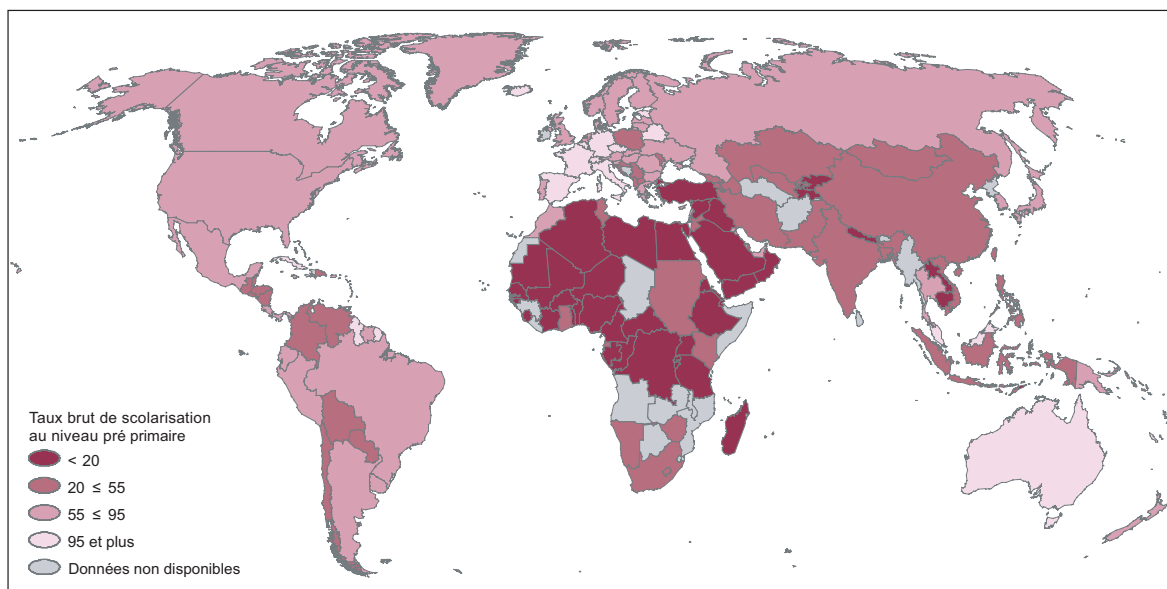 Taux brut de scolarisation
au niveau pré primaire
< 20
20 ≤ 55
55 ≤ 95
95 et plus
Données non disponibles